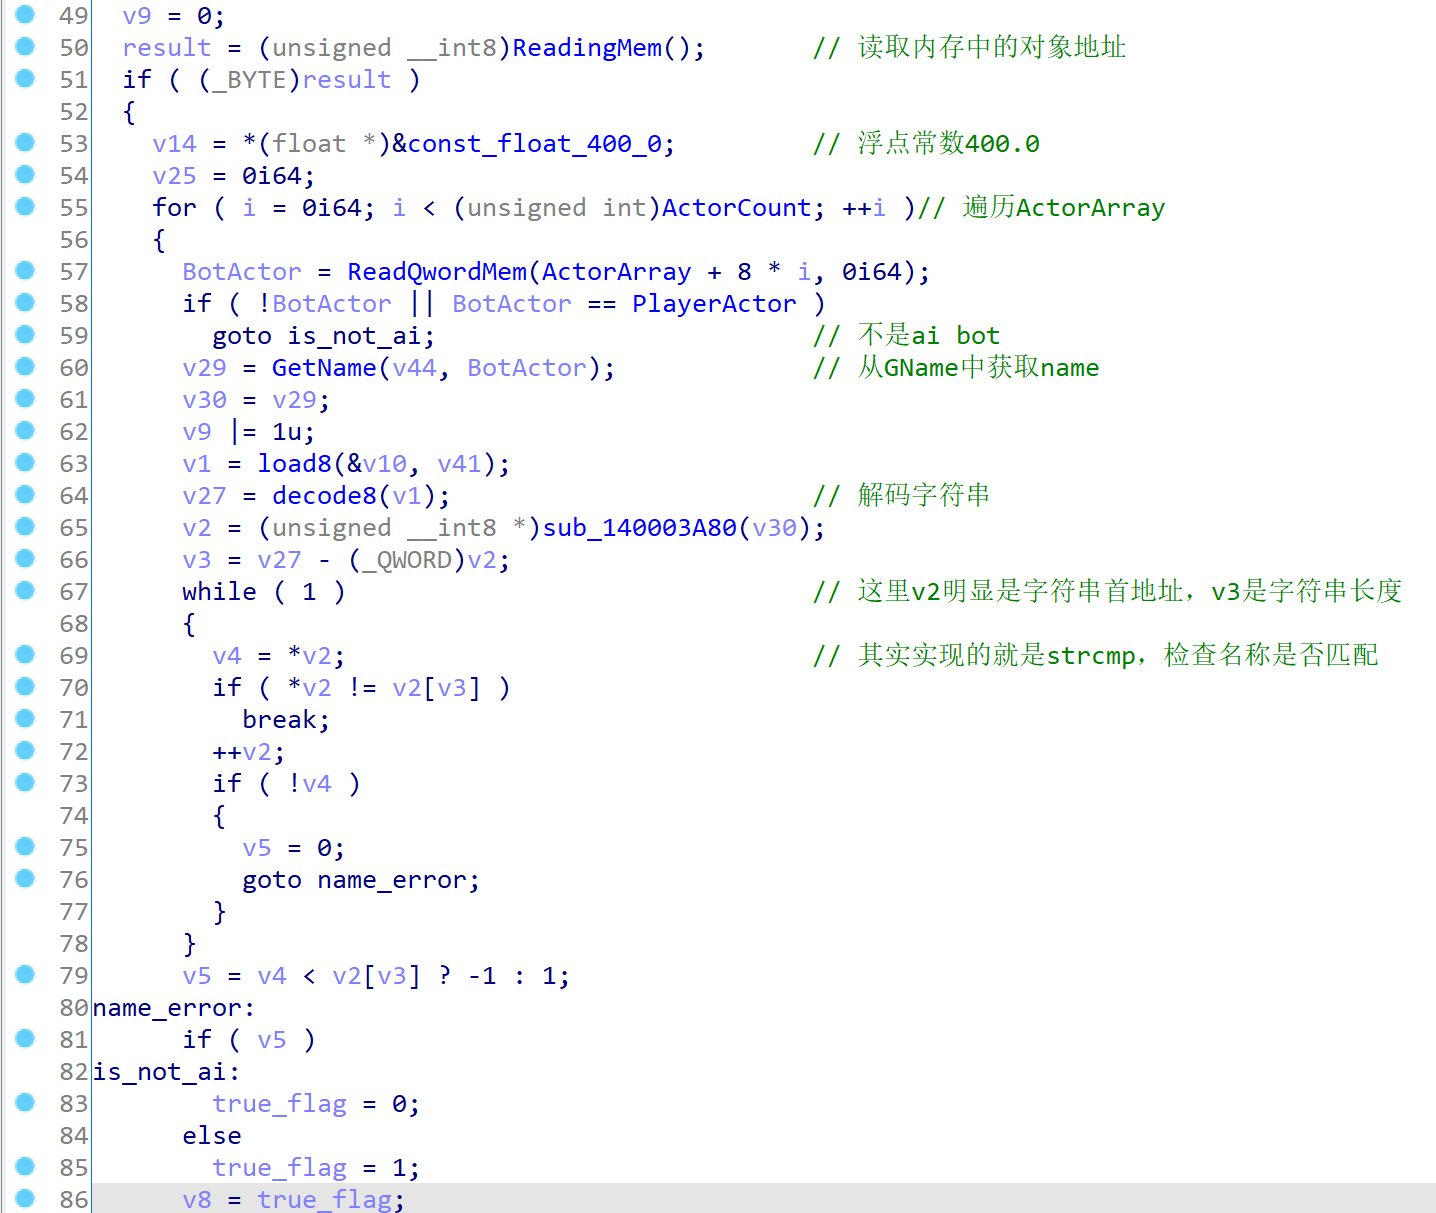 49 v9 = 0;
50 result = (unsigned __int8)ReadingMem(); // 读取内存中的对象地址
51 if ( (_BYTE)result )
52 {
53 v14 = *(float *)&const_float_400_0; // 浮点常数400.0
54 v25 = 0i64;
55 for ( i = 0i64; i < (unsigned int)ActorCount; ++i )// 遍历ActorArray
56 {
57 BotActor = ReadQwordMem(ActorArray + 8 * i, 0i64);
58 if ( !BotActor || BotActor == PlayerActor )
59 goto is_not_ai; // 不是ai bot
60 v29 = GetName(v44, BotActor); // 从GName中获取name
61 v30 = v29;
62 v9 |= 1u;
63 v1 = load8(&v10, v41);
64 v27 = decode8(v1); // 解码字符串
65 v2 = (unsigned __int8 *)sub_140003A80(v30);
66 v3 = v27 - (_QWORD)v2;
67 while ( 1 ) // 这里v2明显是字符串首地址，v3是字符串长度
68 {
69 v4 = *v2; // 其实实现的就是strcmp，检查名称是否匹配
70 if ( *v2 != v2[v3] )
71 break;
72 ++v2;
73 if ( !v4 )
74 {
75 v5 = 0;
76 goto name_error;
77 }
78 }
79 v5 = v4 < v2[v3] ? -1 : 1;
80 name_error:
81 if ( v5 )
82 is_not_ai:
83 true_flag = 0;
84 else
85 true_flag = 1;
86 v8 = true_flag;